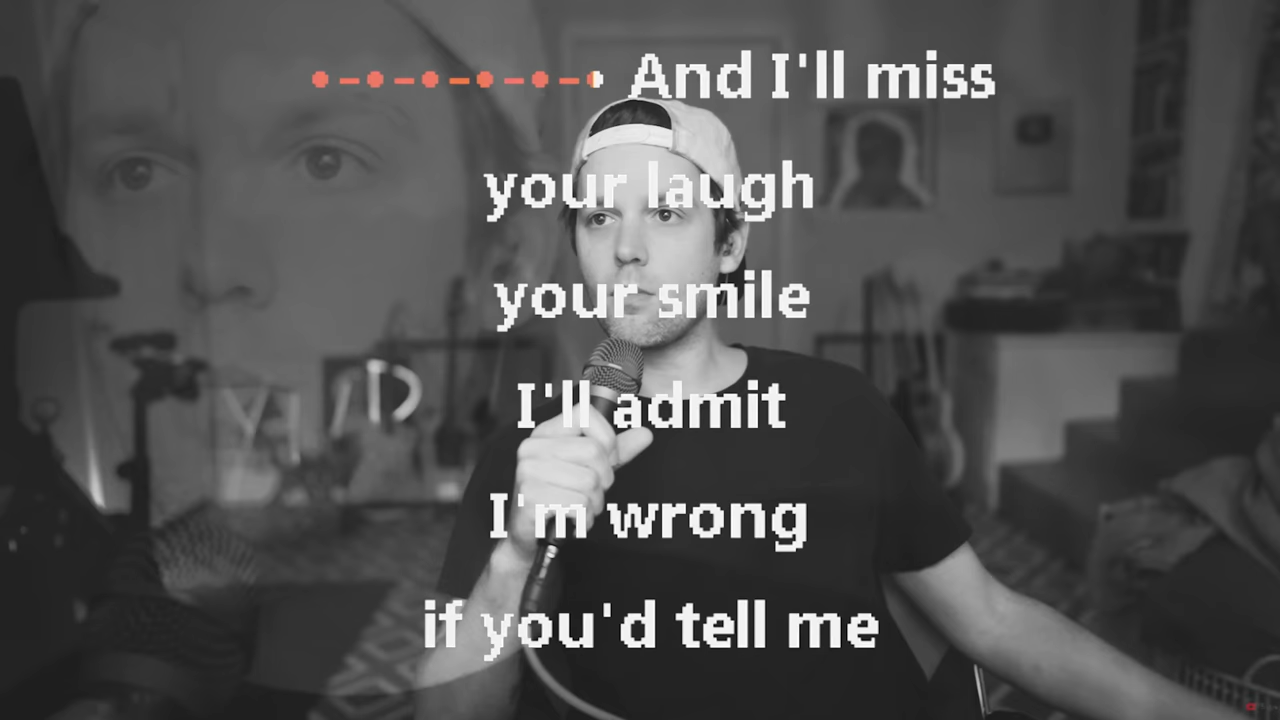 And I'll miss
your laugh
your smile
I'll admit
I'm wrong
if you'd tell me